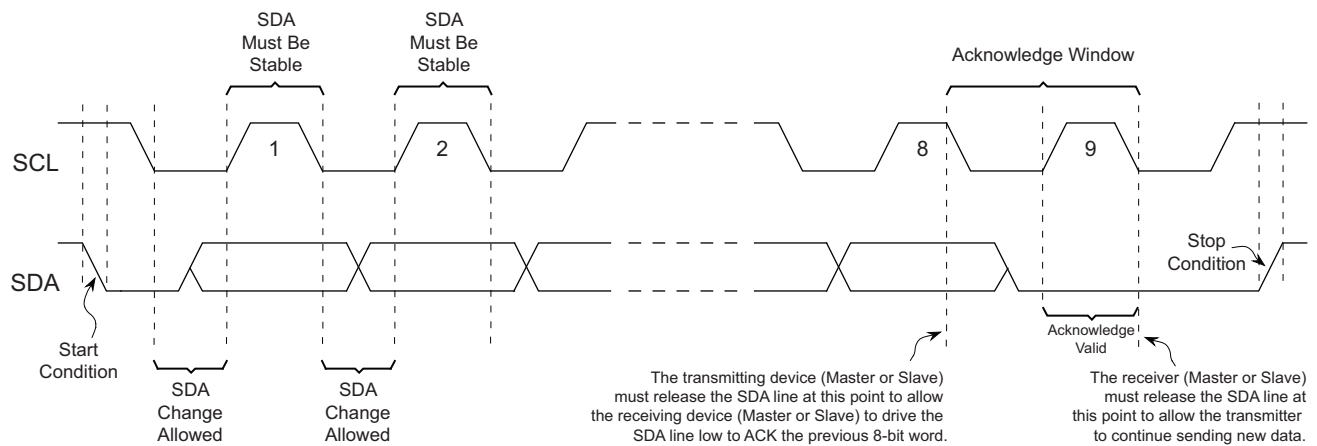 SDA
Must Be
Stable
SDA
Must Be
Stable
Acknowledge Window
SCL
1
2
8
9
SDA
Stop
Condition
Start
Condition
Acknowledge
Valid
SDA
Change
Allowed
SDA
Change
Allowed
The transmitting device (Master or Slave)
must release the SDA line at this point to allow
the receiving device (Master or Slave) to drive the
SDA line low to ACK the previous 8-bit word.
The receiver (Master or Slave)
must release the SDA line at
this point to allow the transmitter
to continue sending new data.